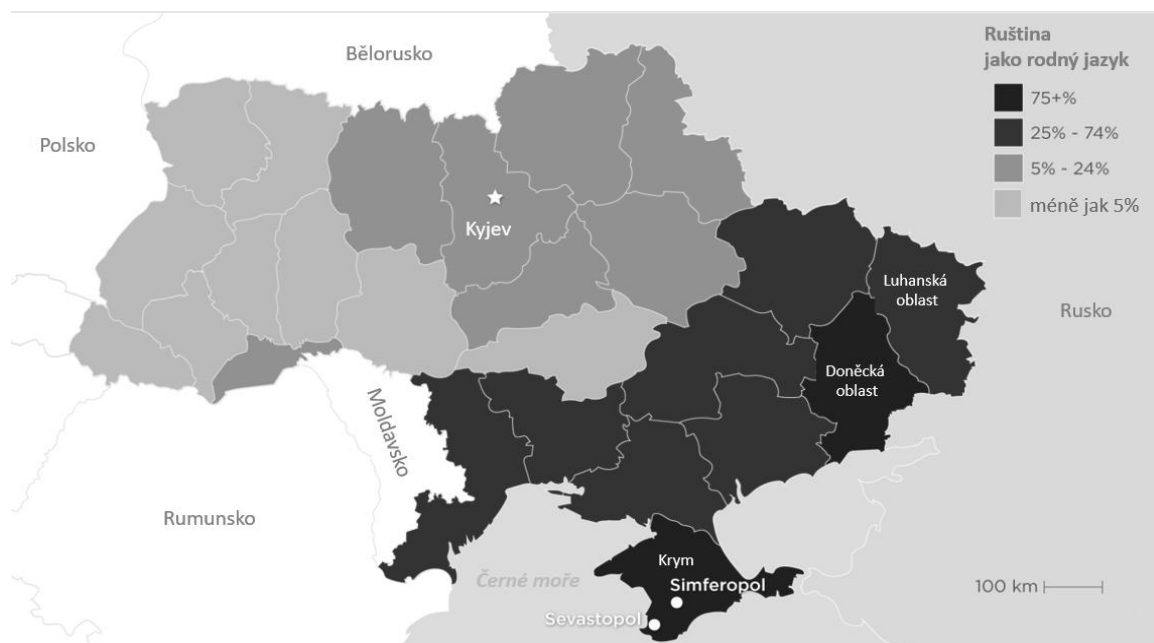 Bělorusko
Ruština
jako rodný jazyk
75+%
25% - 74%
5% - 24%
méně jak 5%
Polsko
Kyjev
Luhanská
oblast
Rusko
Doněcká
oblast
Moldavsko
Rumunsko
Krym
Simferopol
Černé moře
Sevastopol
100 km